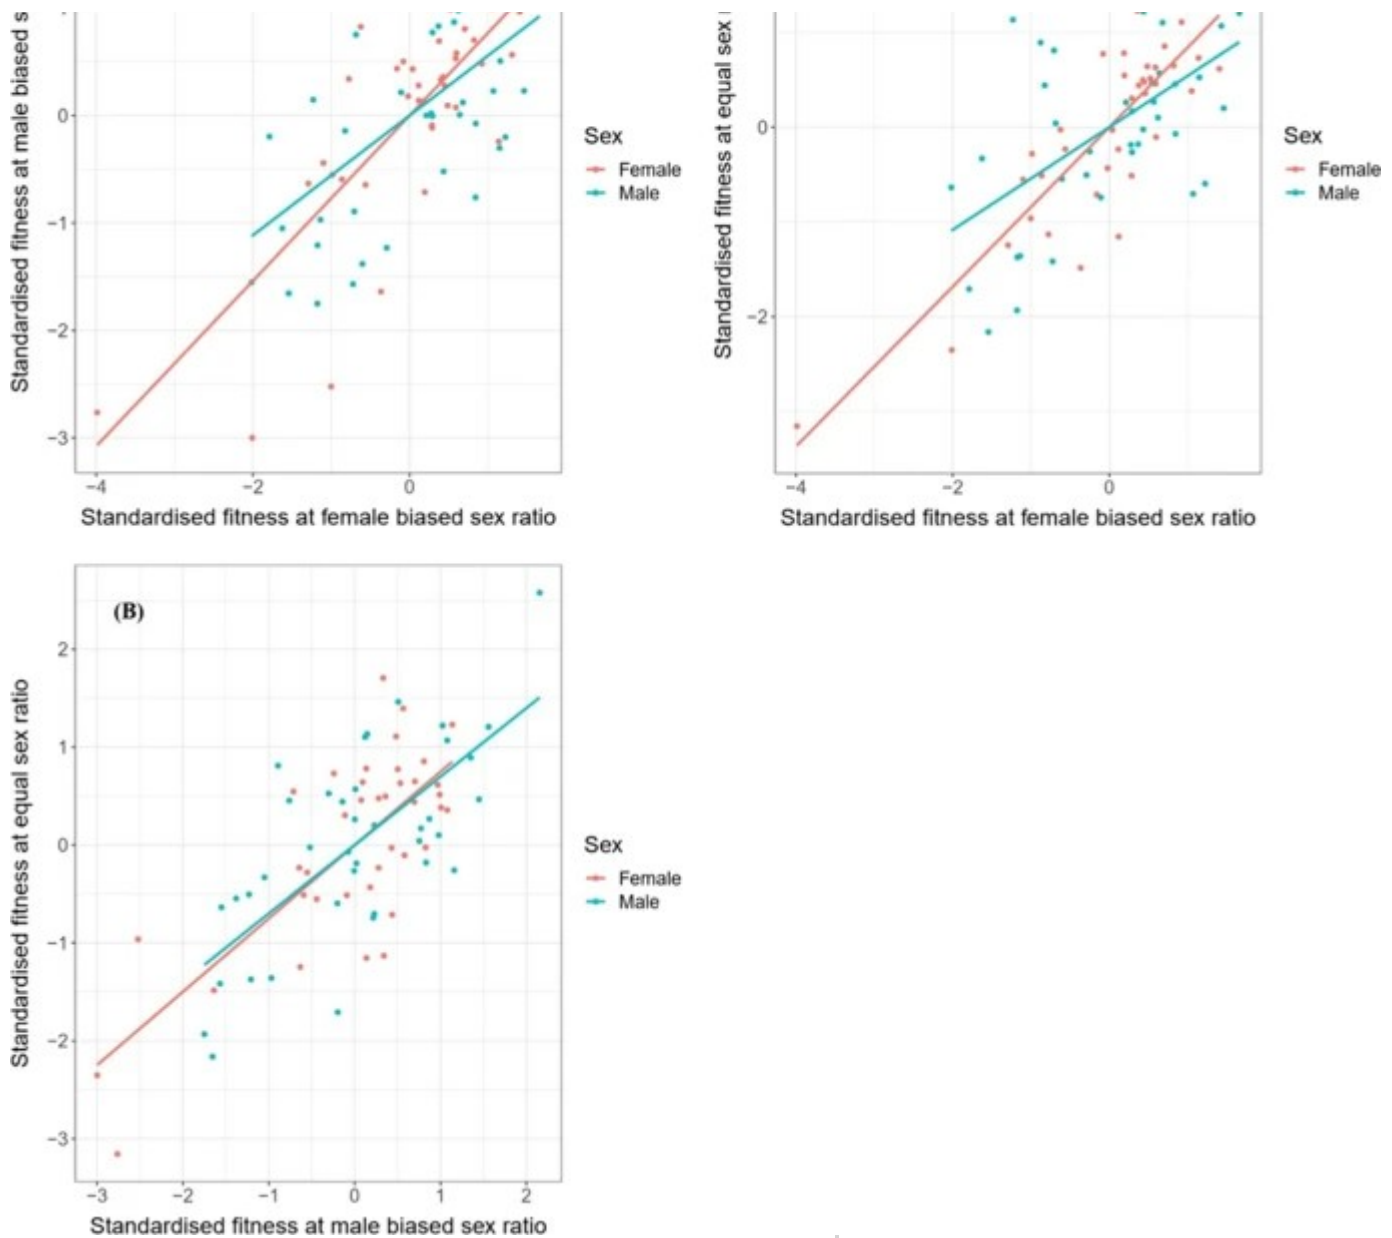 Standardised fitness at male biased s
0
−1
−2
−3
−4
−2
0
Standardised fitness at female biased sex ratio
Sex
Female
Male
Standardised fitness at equal sex
0
−2
−4
−2
0
Standardised fitness at female biased sex ratio
Sex
Female
Male
(B)
Standardised fitness at equal sex ratio
2
1
0
−1
−2
−3
−3
−2
−1
0
1
2
Standardised fitness at male biased sex ratio
Sex
Female
Male